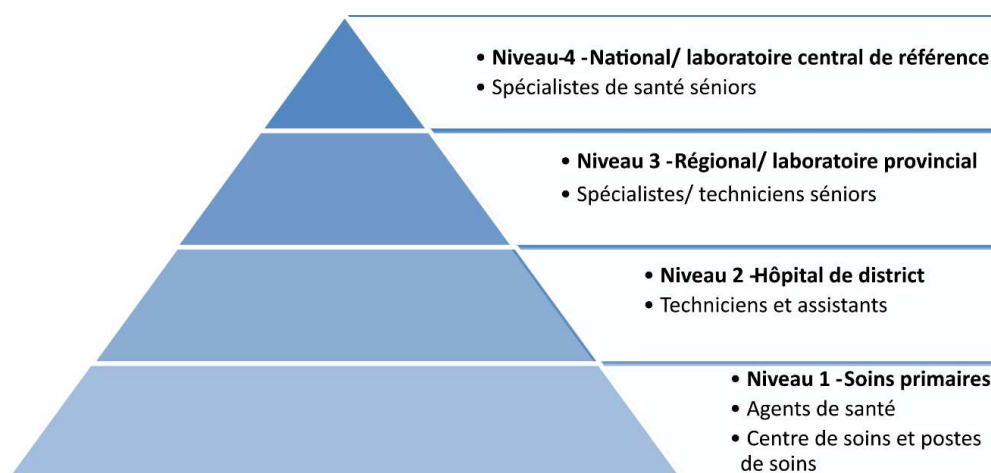 • Niveau-4 -National/ laboratoire central de référence
• Spécialistes de santé séniors
• Niveau 3 -Régional/ laboratoire provincial
• Spécialistes/ techniciens séniors
• Niveau 2 -Hôpital de district
• Techniciens et assistants
• Niveau 1 -Soins primaires
• Agents de santé
• Centre de soins et postes
de soins